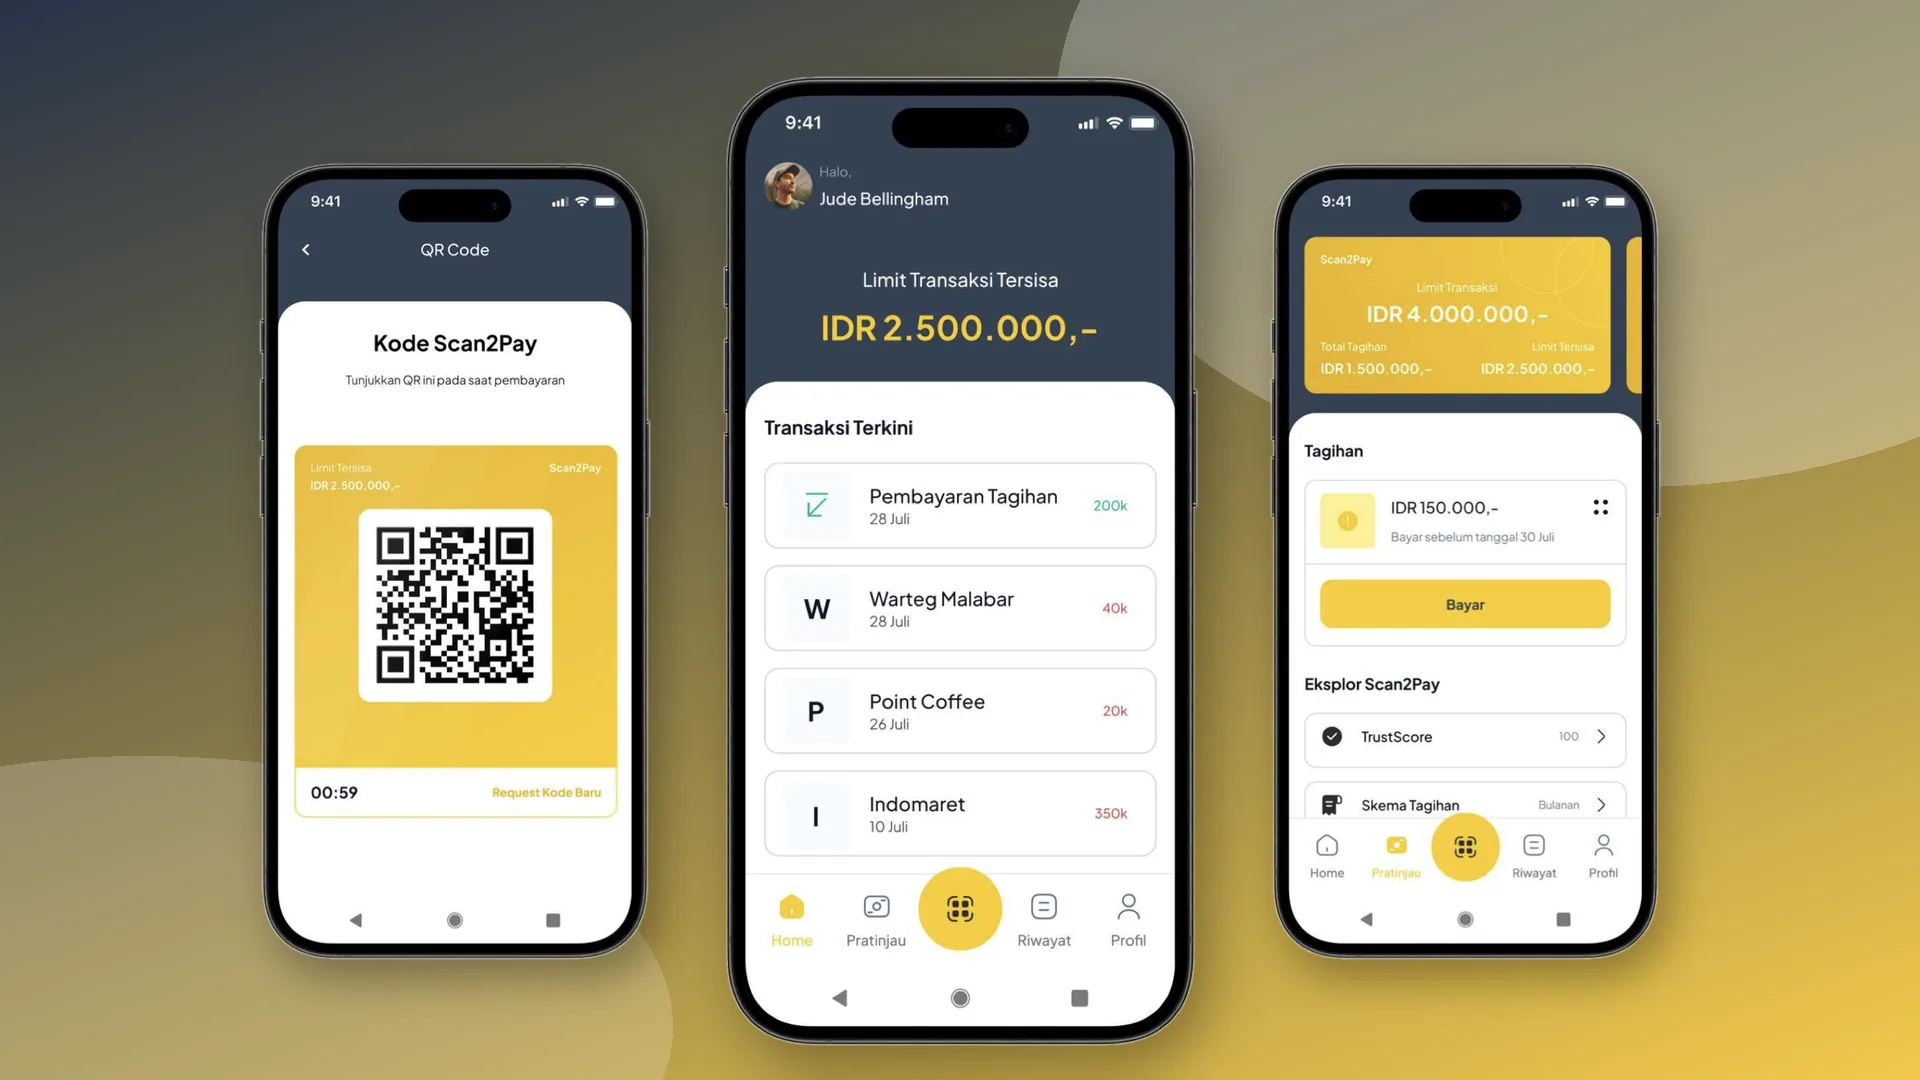 9:41
QR Code
Kode Scan2Pay
Tunjukkan QR ini pada saat pembayaran
Limit Tersisa
Scan2Pay
IDR 2.500.000,-
00:59
Request Kode Baru
9:41
Halo,
Jude Bellingham
Limit Transaksi Tersisa
IDR 2.500.000,-
Transaksi Terkini
Pembayaran Tagihan
28 Juli
200k
W
Warteg Malabar
28 Juli
40k
P
Point Coffee
26 Juli
20k
I
Indomaret
10 Juli
350k
Home
Pratinjau
Riwayat
Profil
9:41
Scan2Pay
Limit Transaksi
IDR 4.000.000,-
Total Tagihan
Limit Tersisa
IDR 1.500.000,-
IDR 2.500.000,-
Tagihan
IDR 150.000,-
Bayar sebelum tanggal 30 Juli
Bayar
Eksplor Scan2Pay
TrustScore
100
Skema Tagihan
Bulanan
Home
Pratinjau
Riwayat
Profil